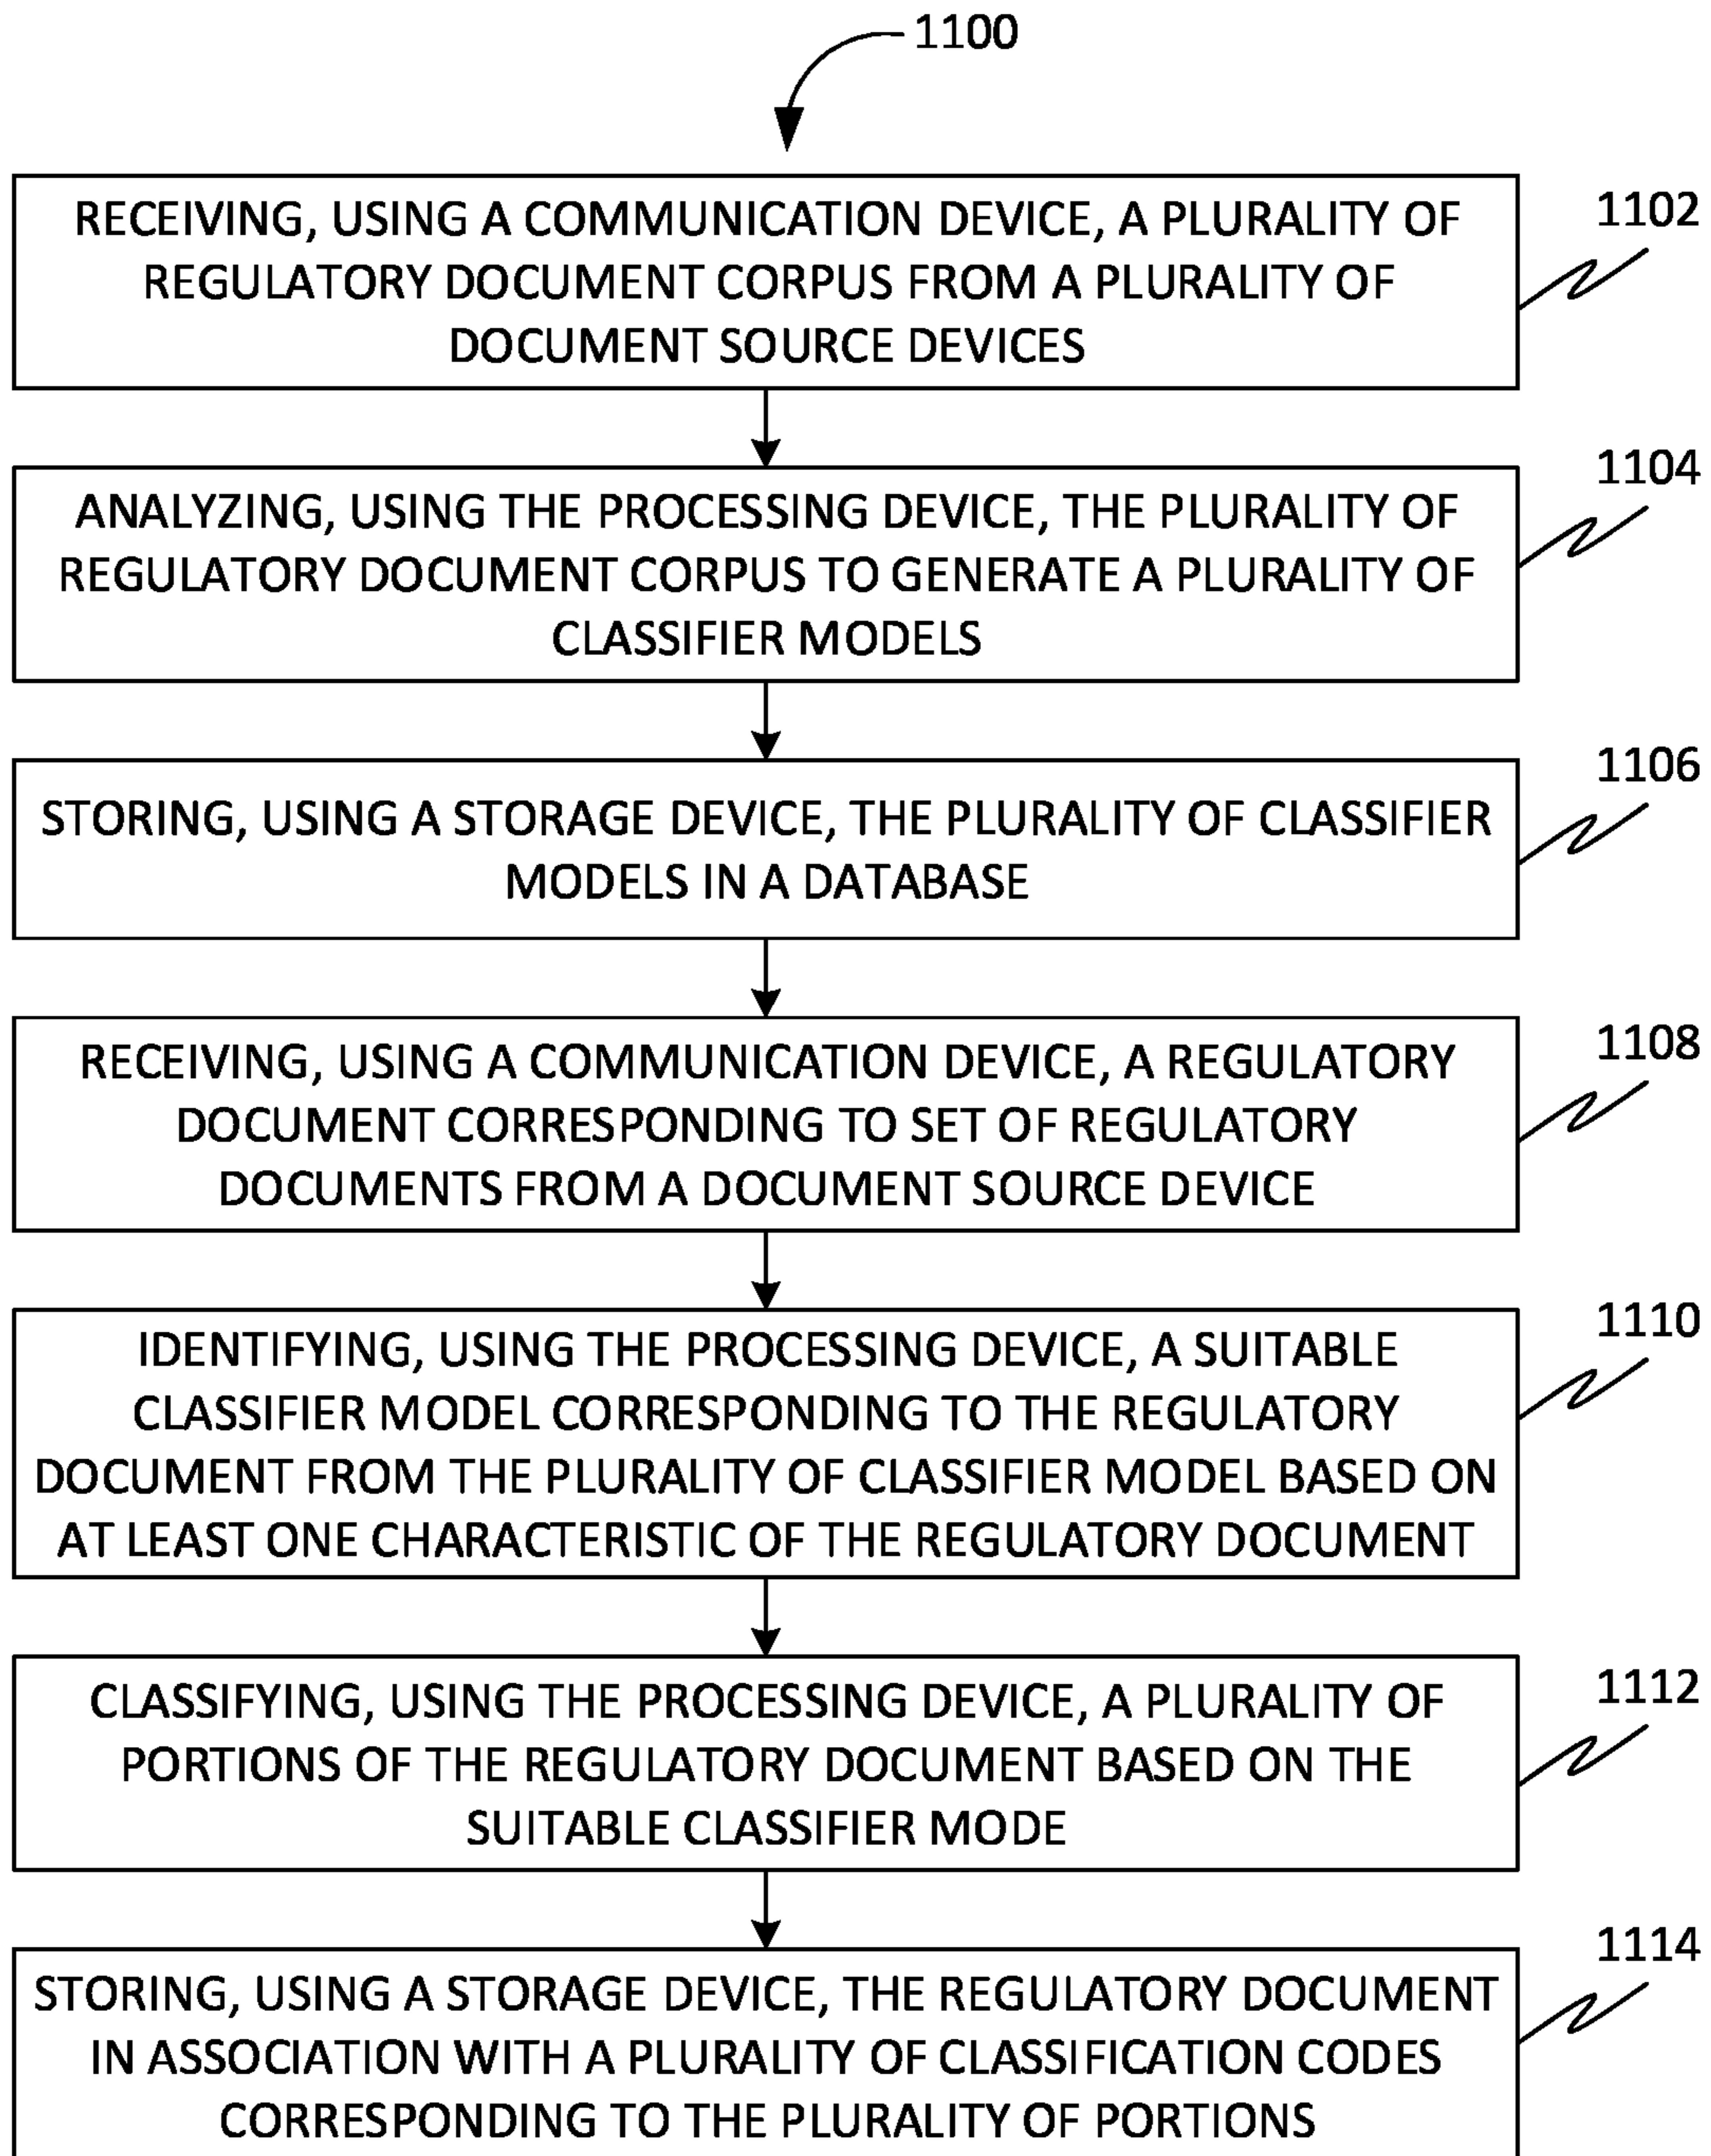 1100
RECEIVING, USING A COMMUNICATION DEVICE, A PLURALITY OF
REGULATORY DOCUMENT CORPUS FROM A PLURALITY OF
DOCUMENT SOURCE DEVICES
1102
ANALYZING, USING THE PROCESSING DEVICE, THE PLURALITY OF
REGULATORY DOCUMENT CORPUS TO GENERATE A PLURALITY OF
CLASSIFIER MODELS
1104
STORING, USING A STORAGE DEVICE, THE PLURALITY OF CLASSIFIER
MODELS IN A DATABASE
1106
RECEIVING, USING A COMMUNICATION DEVICE, A REGULATORY
DOCUMENT CORRESPONDING TO SET OF REGULATORY
DOCUMENTS FROM A DOCUMENT SOURCE DEVICE
1108
IDENTIFYING, USING THE PROCESSING DEVICE, A SUITABLE
CLASSIFIER MODEL CORRESPONDING TO THE REGULATORY
DOCUMENT FROM THE PLURALITY OF CLASSIFIER MODEL BASED ON
AT LEAST ONE CHARACTERISTIC OF THE REGULATORY DOCUMENT
1110
CLASSIFYING, USING THE PROCESSING DEVICE, A PLURALITY OF
PORTIONS OF THE REGULATORY DOCUMENT BASED ON THE
SUITABLE CLASSIFIER MODE
1112
STORING, USING A STORAGE DEVICE, THE REGULATORY DOCUMENT
IN ASSOCIATION WITH A PLURALITY OF CLASSIFICATION CODES
CORRESPONDING TO THE PLURALITY OF PORTIONS
1114